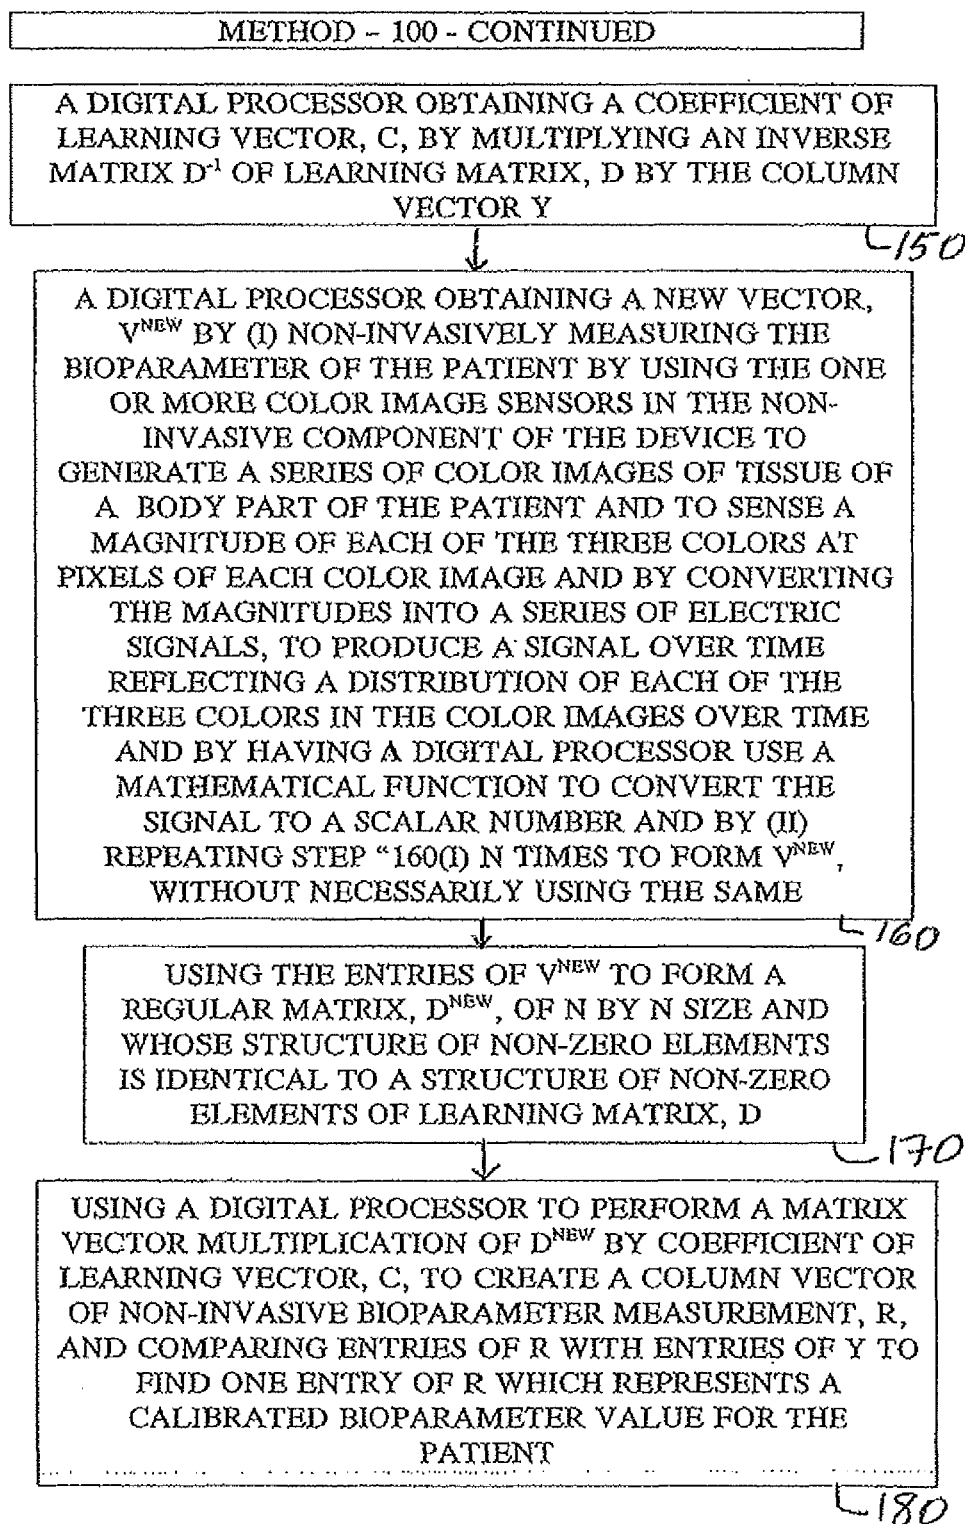 METHOD - 100 - CONTINUED
A DIGITAL PROCESSOR OBTAINING A COEFFICIENT OF
LEARNING VECTOR, C, BY MULTIPLYING AN INVERSE
MATRIX D⁻¹ OF LEARNING MATRIX, D BY THE COLUMN
VECTOR Y
150
A DIGITAL PROCESSOR OBTAINING A NEW VECTOR,
V^NEW BY (I) NON-INVASIVELY MEASURING THE
BIOPARAMETER OF THE PATIENT BY USING THE ONE
OR MORE COLOR IMAGE SENSORS IN THE NON-
INVASIVE COMPONENT OF THE DEVICE TO
GENERATE A SERIES OF COLOR IMAGES OF TISSUE OF
A BODY PART OF THE PATIENT AND TO SENSE A
MAGNITUDE OF EACH OF THE THREE COLORS AT
PIXELS OF EACH COLOR IMAGE AND BY CONVERTING
THE MAGNITUDES INTO A SERIES OF ELECTRIC
SIGNALS, TO PRODUCE A SIGNAL OVER TIME
REFLECTING A DISTRIBUTION OF EACH OF THE
THREE COLORS IN THE COLOR IMAGES OVER TIME
AND BY HAVING A DIGITAL PROCESSOR USE A
MATHEMATICAL FUNCTION TO CONVERT THE
SIGNAL TO A SCALAR NUMBER AND BY (II)
REPEATING STEP “160(I) N TIMES TO FORM V^NEW,
WITHOUT NECESSARILY USING THE SAME
160
USING THE ENTRIES OF V^NEW TO FORM A
REGULAR MATRIX, D^NEW, OF N BY N SIZE AND
WHOSE STRUCTURE OF NON-ZERO ELEMENTS
IS IDENTICAL TO A STRUCTURE OF NON-ZERO
ELEMENTS OF LEARNING MATRIX, D
170
USING A DIGITAL PROCESSOR TO PERFORM A MATRIX
VECTOR MULTIPLICATION OF D^NEW BY COEFFICIENT OF
LEARNING VECTOR, C, TO CREATE A COLUMN VECTOR
OF NON-INVASIVE BIOPARAMETER MEASUREMENT, R,
AND COMPARING ENTRIES OF R WITH ENTRIES OF Y TO
FIND ONE ENTRY OF R WHICH REPRESENTS A
CALIBRATED BIOPARAMETER VALUE FOR THE
PATIENT
180